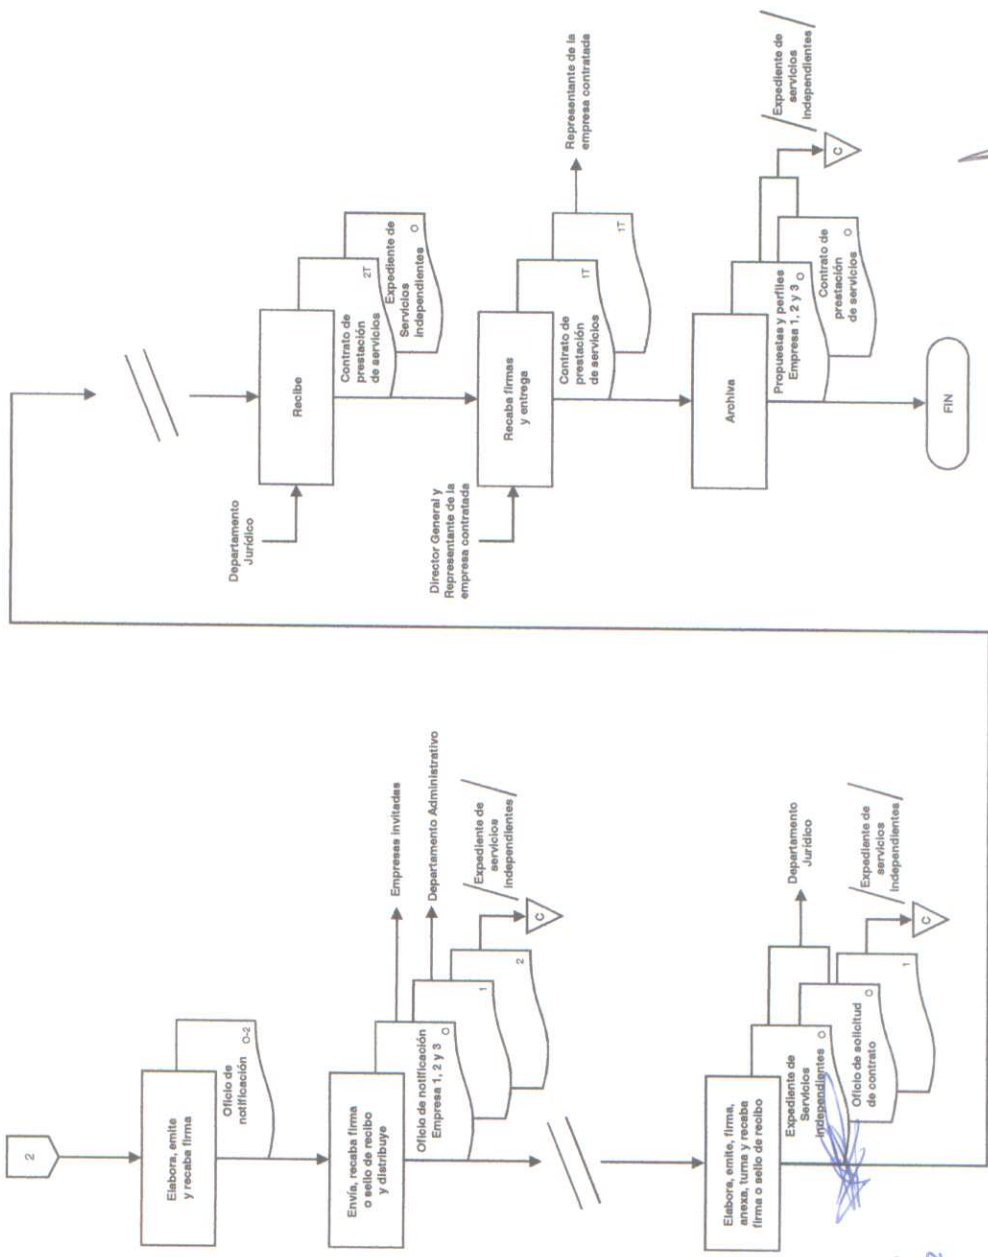 2
Elabora, emite
y recaba firma
Oficio de
notificación
O-2
Envía, recaba firma
o sello de recibo
y distribuye
Oficio de notificación
Empresa 1, 2 y 3
O
1
2
Empresas invitadas
Departamento Administrativo
Expediente de
servicios
independientes
C
Elabora, emite, firma,
anexa, turna y recaba
firma o sello de recibo
Expediente de
Servicios
independientes
O
Oficio de solicitud
de contrato
O
1
Departamento
Jurídico
Expediente de
servicios
independientes
C
Departamento
Jurídico
Recibe
Contrato de
prestación
de servicios
2T
Expediente de
Servicios
independientes
O
Director General y
Representante de la
empresa contratada
Recaba firmas
y entrega
Contrato de
prestación
de servicios
1T
1T
Representante de la
empresa contratada
Archiva
Propuestas y perfiles
Empresa 1, 2 y 3
O
Contrato de
prestación
de servicios
O
Expediente de
servicios
independientes
C
FIN